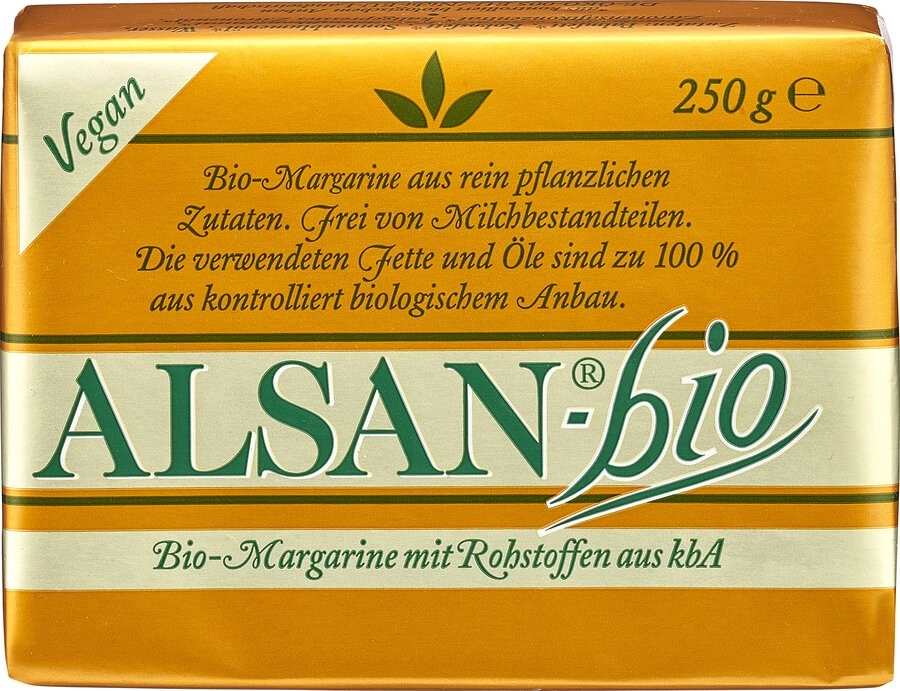 Vegan
250 g ℮
Bio-Margarine aus rein pflanzlichen
Zutaten. Frei von Milchbestandteilen.
Die verwendeten Fette und Öle sind zu 100 %
aus kontrolliert biologischem Anbau.
ALSAN®-bio
Bio-Margarine mit Rohstoffen aus kbA